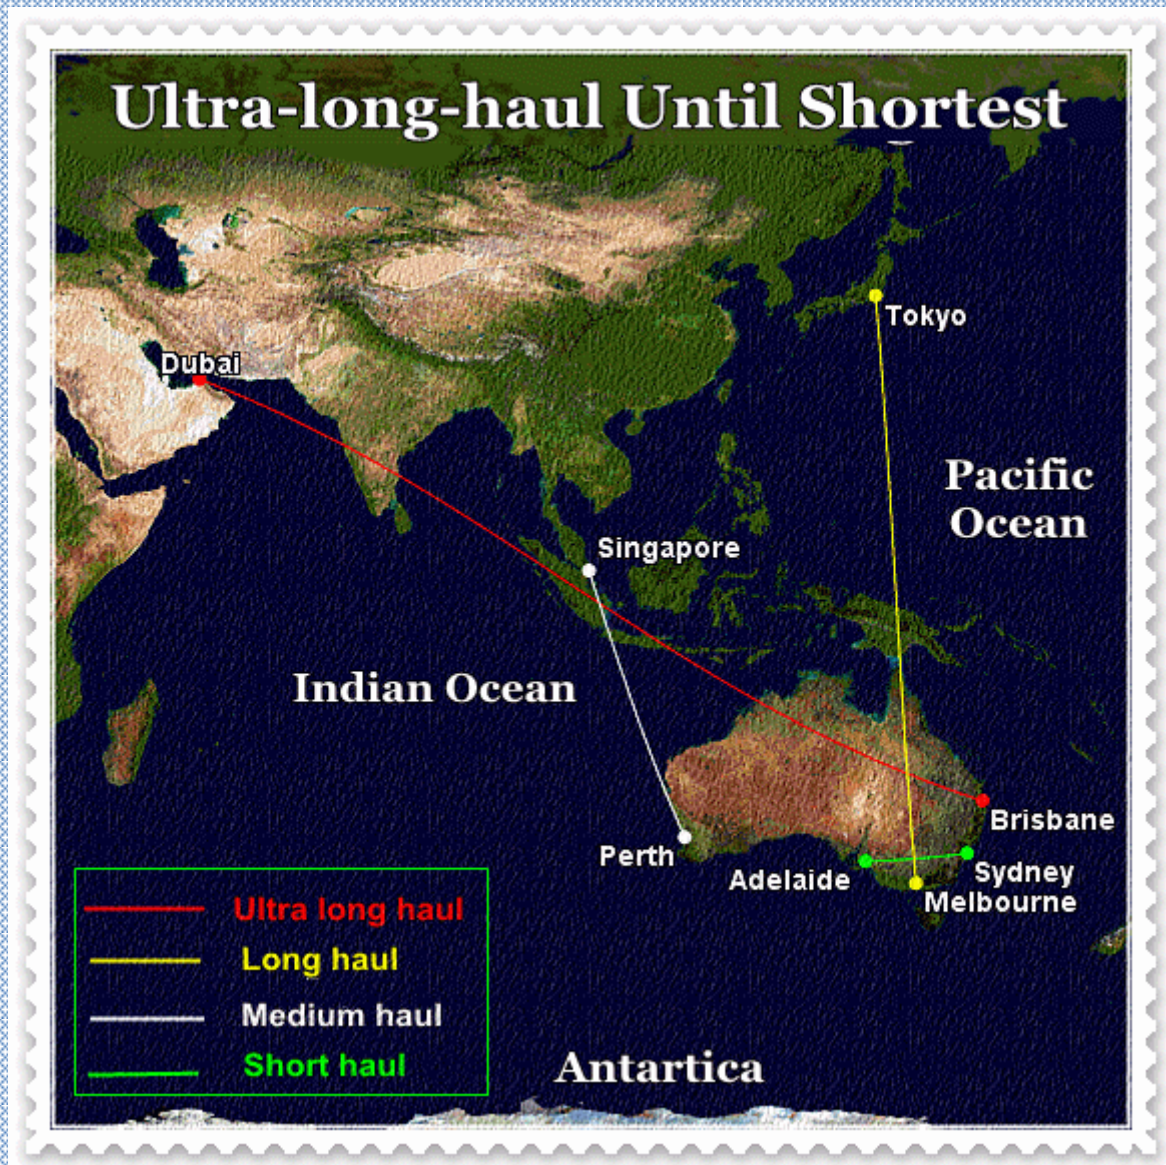 Ultra-long-haul Until Shortest
Tokyo
Dubai
Pacific
Ocean
Singapore
Indian Ocean
Brisbane
Perth
Adelaide
Sydney
Melbourne
Ultra long haul
Long haul
Medium haul
Short haul
Antartica